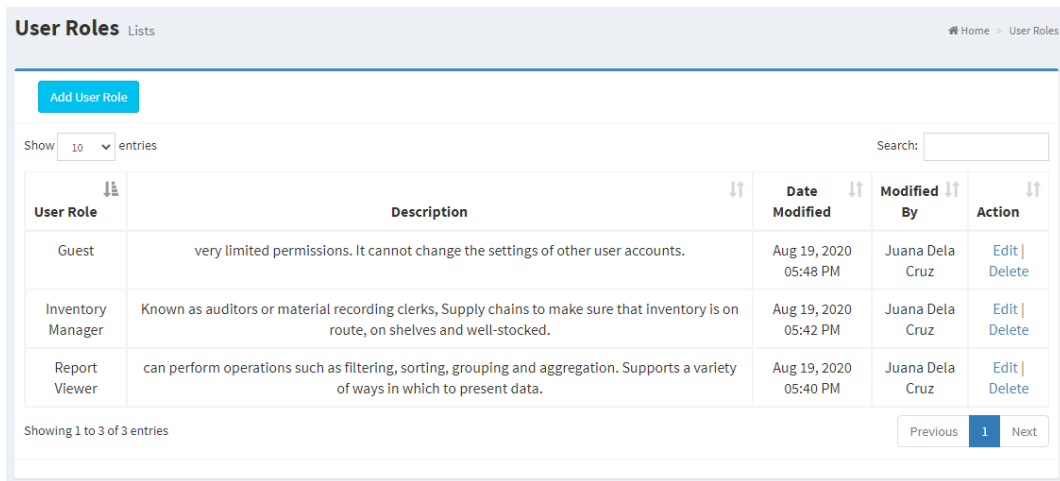 User Roles Lists
Home > User Roles
Add User Role
Show 10 entries
Search:
User Role
Description
Date
Modified
Modified
By
Action
Guest
very limited permissions. It cannot change the settings of other user accounts.
Aug 19, 2020
05:48 PM
Juana Dela
Cruz
Edit |
Delete
Inventory
Manager
Known as auditors or material recording clerks, Supply chains to make sure that inventory is on
route, on shelves and well-stocked.
Aug 19, 2020
05:42 PM
Juana Dela
Cruz
Edit |
Delete
Report
Viewer
can perform operations such as filtering, sorting, grouping and aggregation. Supports a variety
of ways in which to present data.
Aug 19, 2020
05:40 PM
Juana Dela
Cruz
Edit |
Delete
Showing 1 to 3 of 3 entries
Previous 1 Next